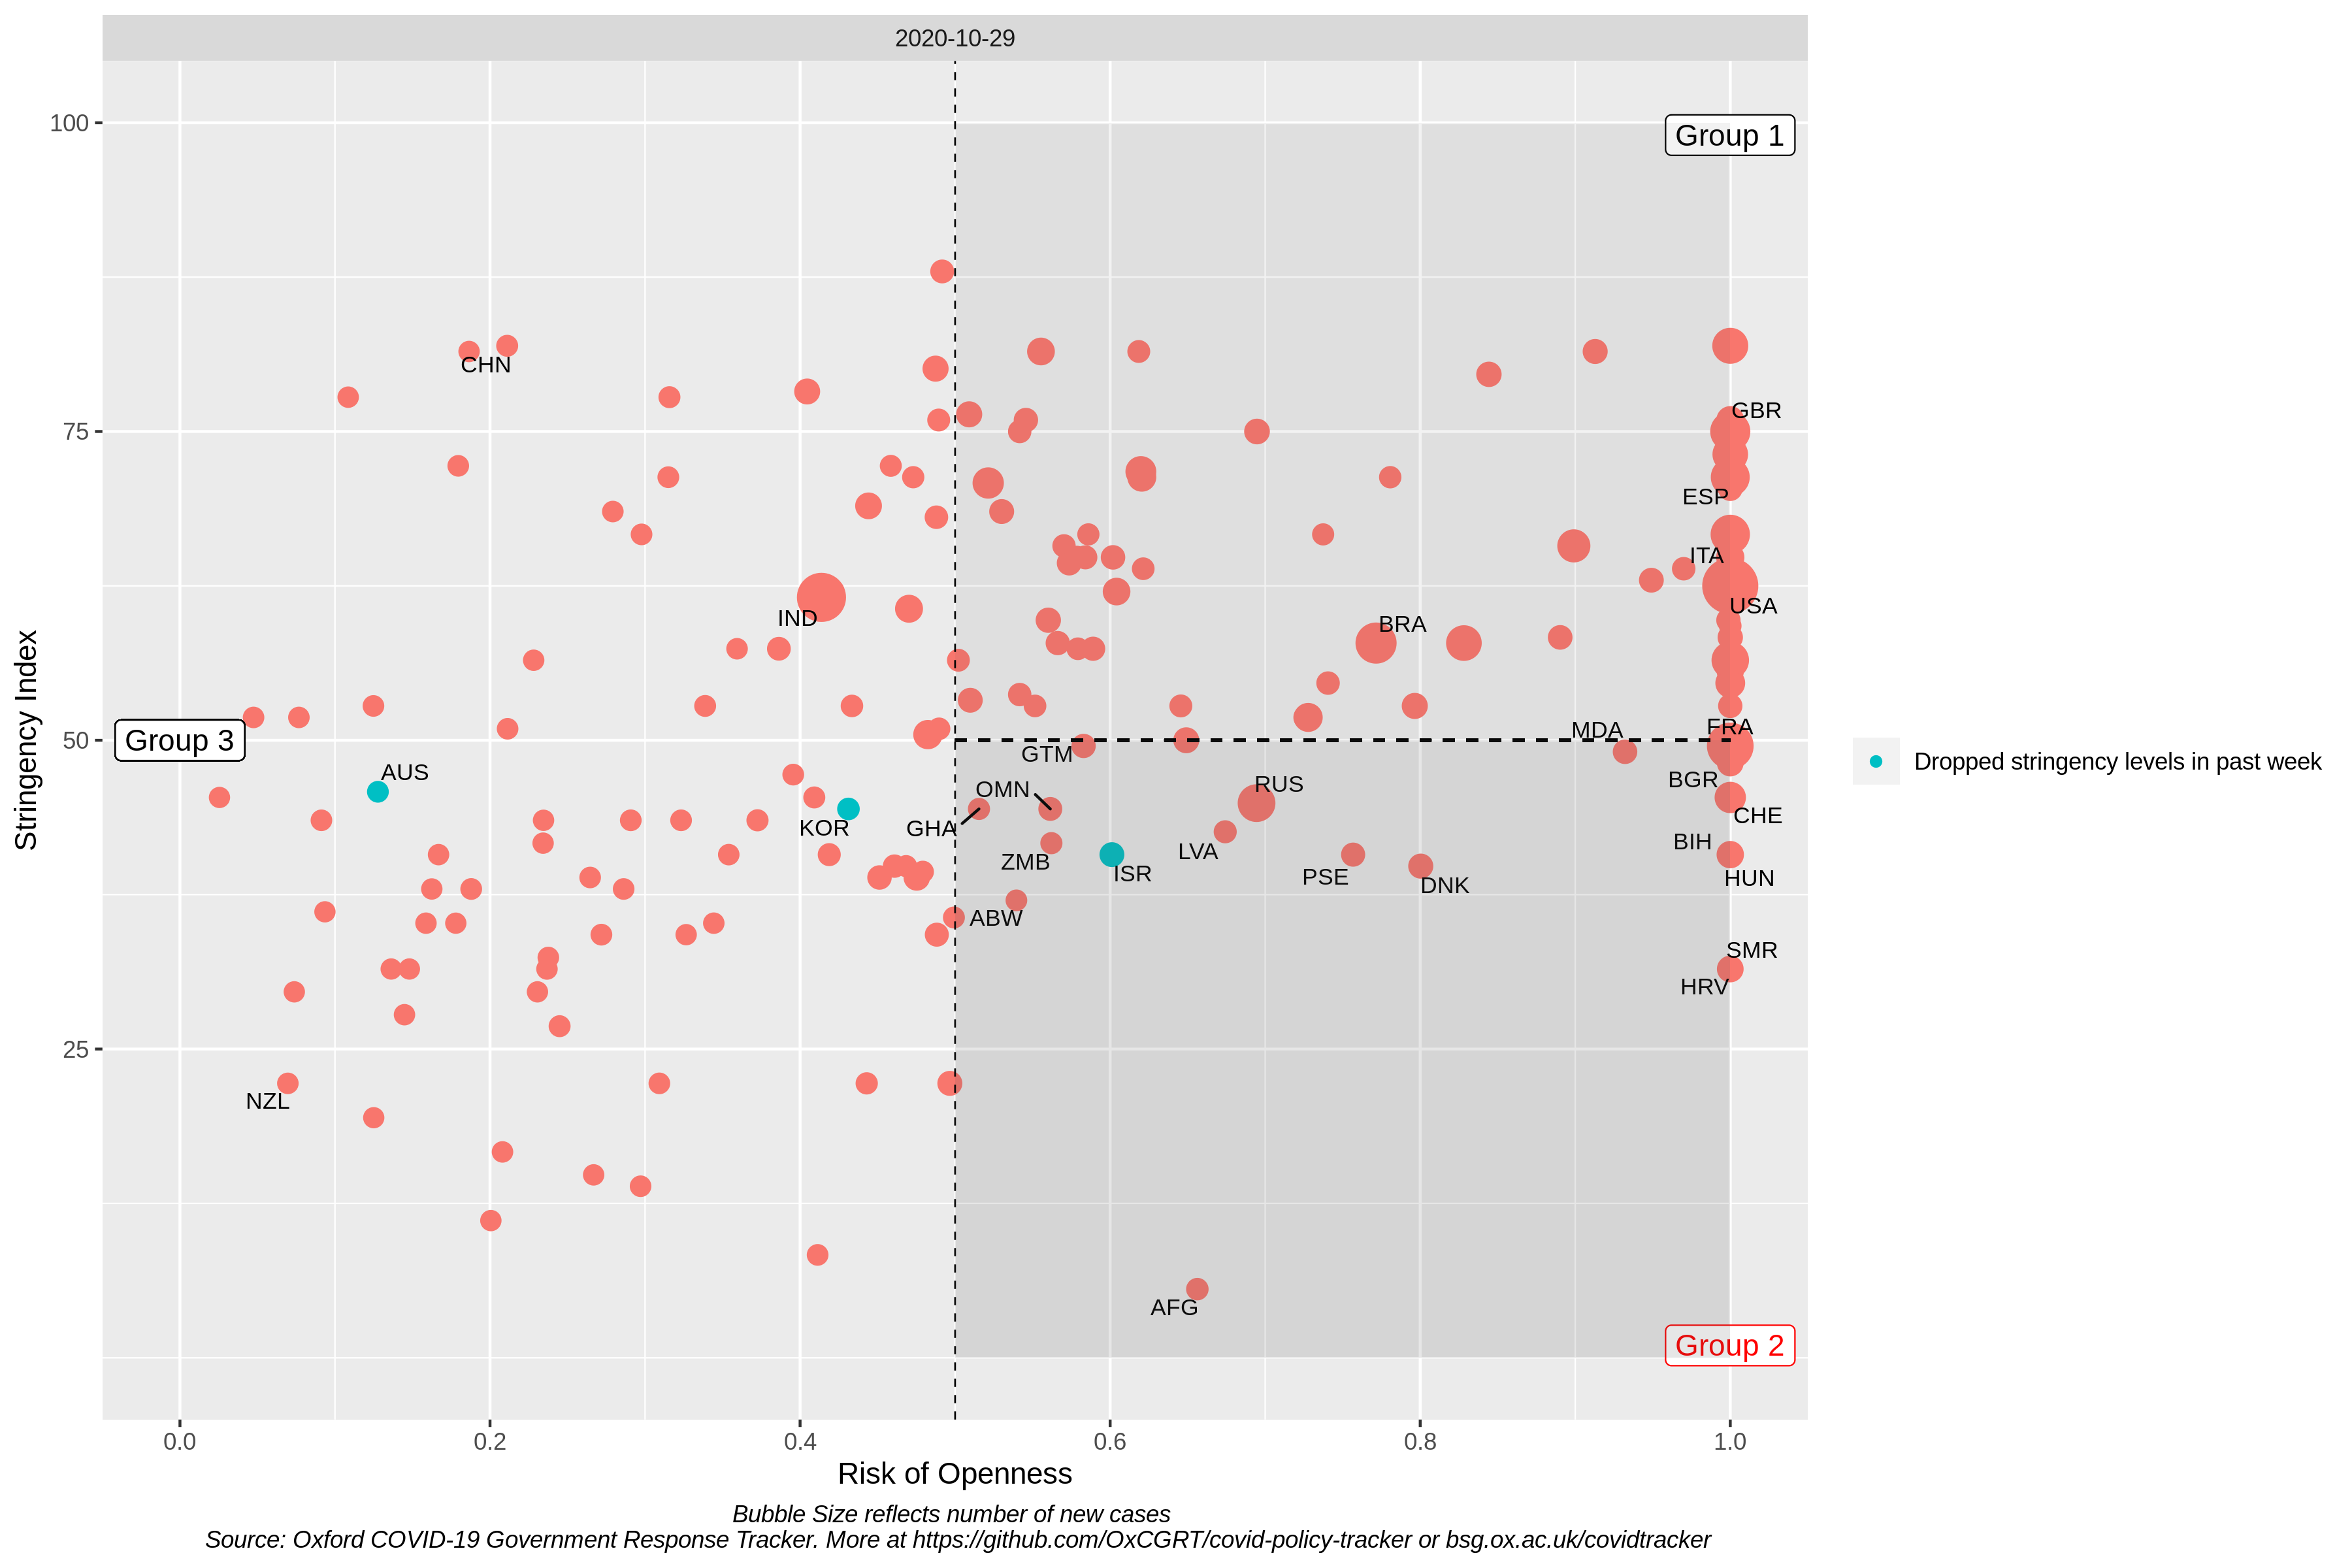 2020-10-29
Group 1
100
CHN
GBR
75
ESP
ITA
USA
IND
BRA
Stringency Index
FRA
MDA
50
Group 3
GTM
Dropped stringency levels in past week
AUS
BGR
RUS
OMN
CHE
KOR
GHA
BIH
LVA
ZMB
ISR
PSE
HUN
DNK
ABW
SMR
HRV
25
NZL
AFG
Group 2
0.0
0.2
0.4
0.6
0.8
1.0
Risk of Openness
Bubble Size reflects number of new cases
Source: Oxford COVID-19 Government Response Tracker. More at https://github.com/OxCGRT/covid-policy-tracker or bsg.ox.ac.uk/covidtracker